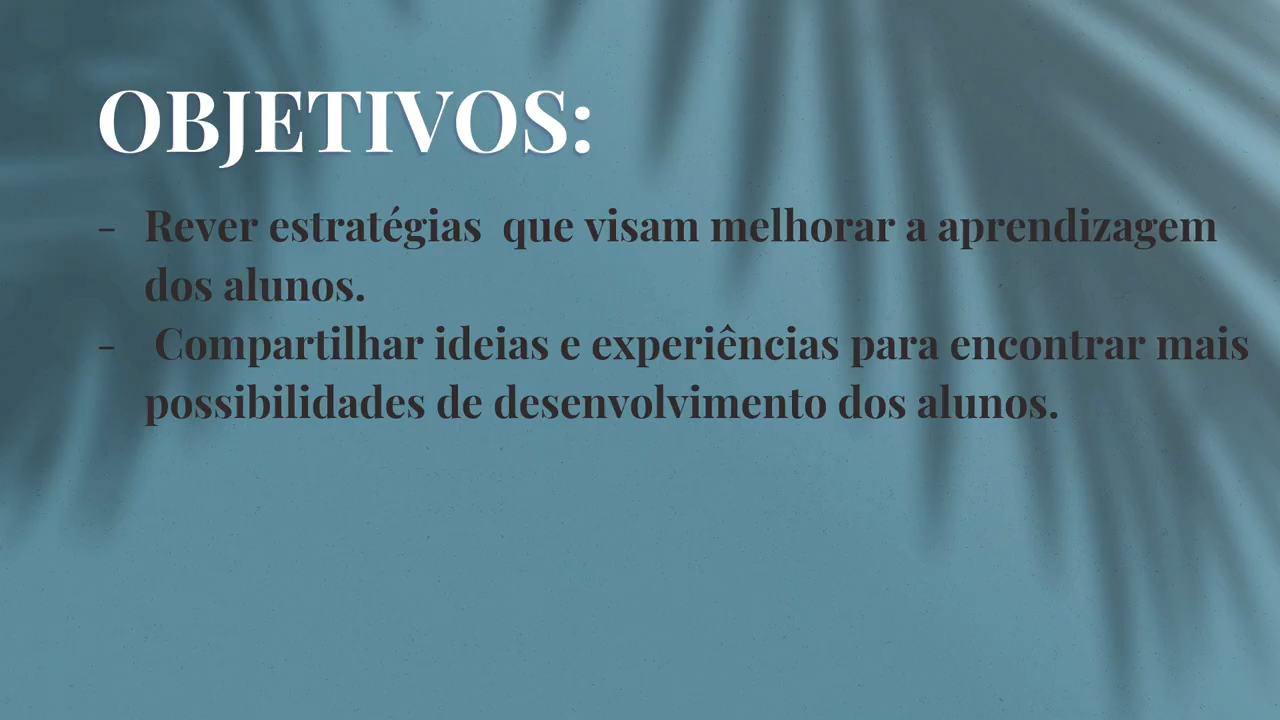 OBJETIVOS:
- Rever estratégias  que visam melhorar a aprendizagem
dos alunos.
-  Compartilhar ideias e experiências para encontrar mais
possibilidades de desenvolvimento dos alunos.